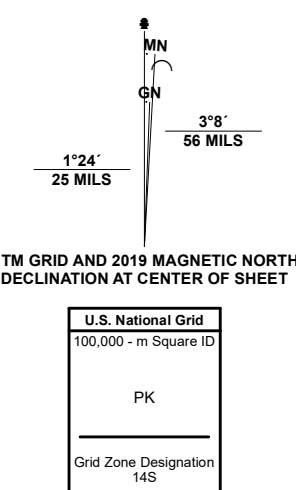 MN
GN
3°8´
56 MILS
1°24´
25 MILS
TM GRID AND 2019 MAGNETIC NORTH
DECLINATION AT CENTER OF SHEET
U.S. National Grid
100,000 - m Square ID
PK
Grid Zone Designation
14S